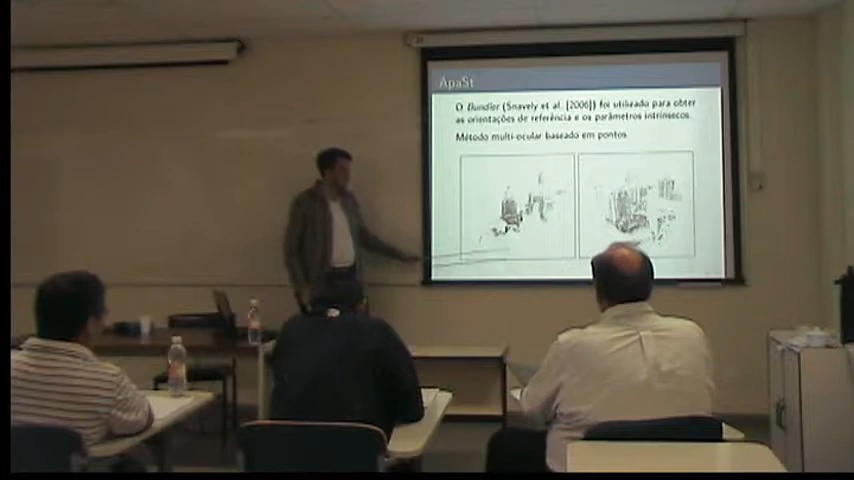 ApaSt
O Bundler (Snavely et al. [2006]) foi utilizado para obter
as orientações de referência e os parâmetros intrínsecos.
Método multi-ocular baseado em pontos.